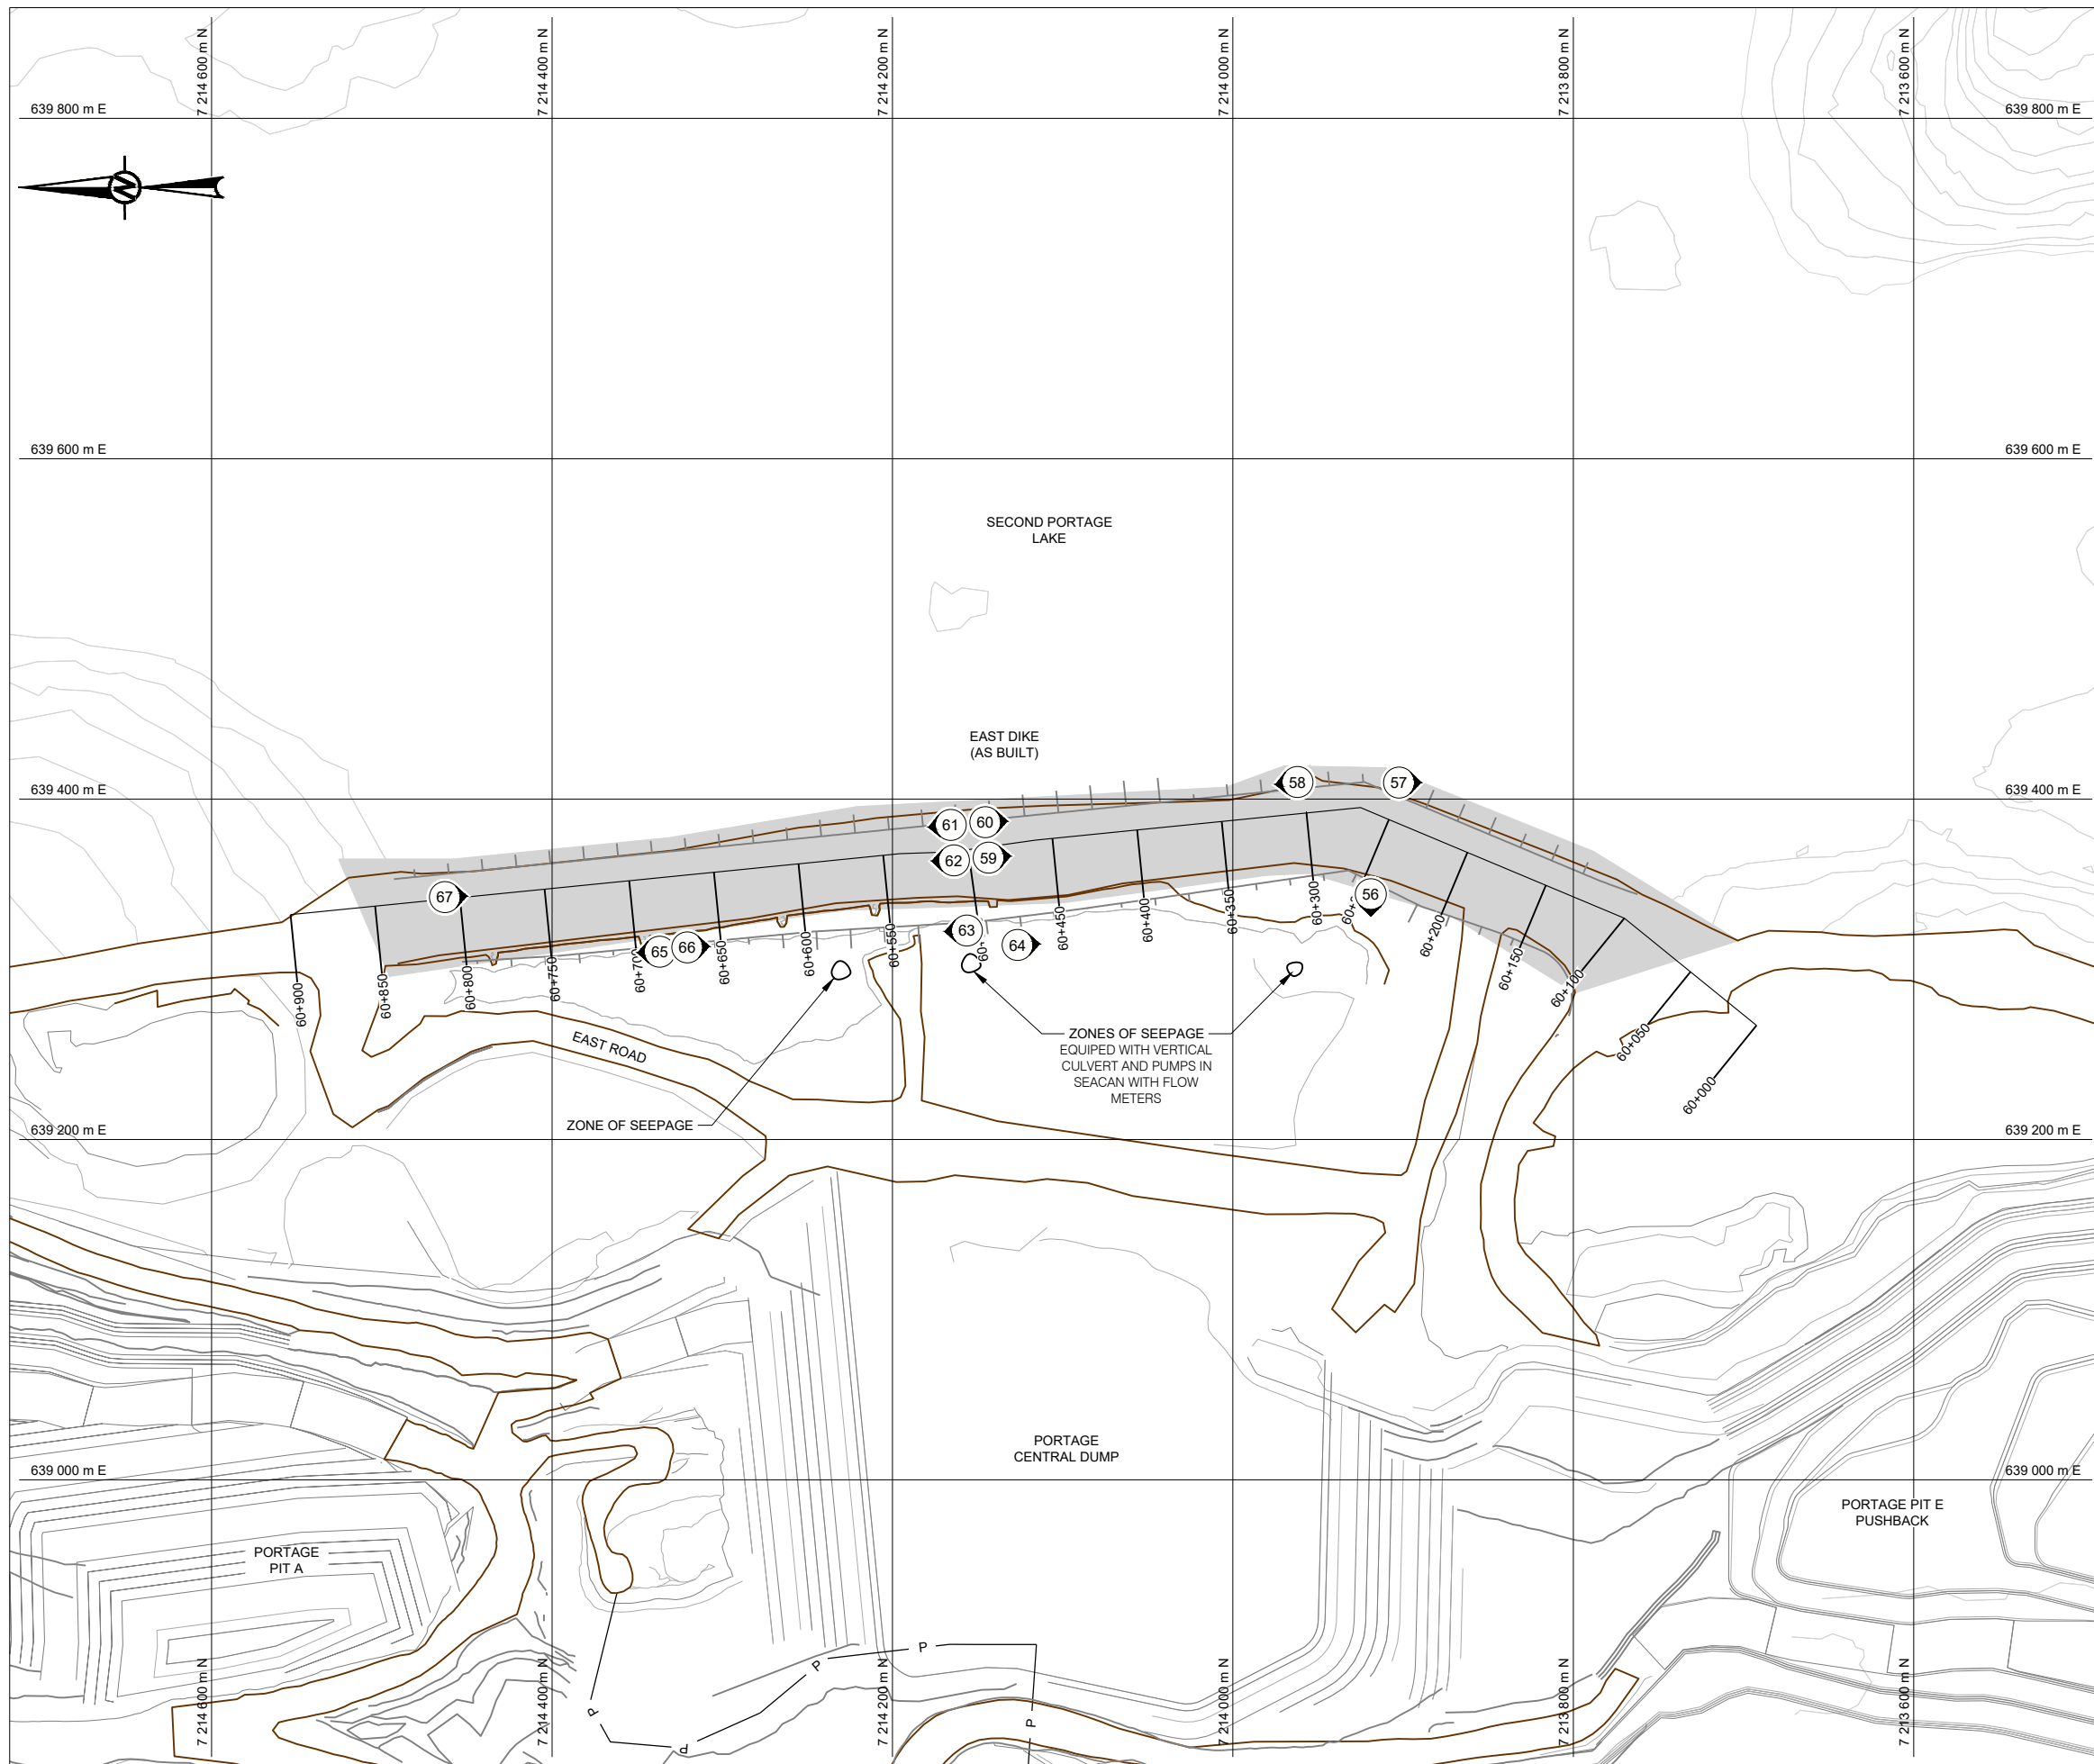 7 214 600 m N
7 214 400 m N
7 214 200 m N
7 214 000 m N
7 213 800 m N
7 213 600 m N
639 800 m E
639 800 m E
N
639 600 m E
639 600 m E
SECOND PORTAGE
LAKE
EAST DIKE
(AS BUILT)
639 400 m E
639 400 m E
58
57
61
60
62
59
67
56
63
64
65
66
60+900
60+850
60+800
60+750
60+700
60+650
60+600
60+550
60+450
60+400
60+350
60+300
60+200
60+150
60+100
60+050
60+000
EAST ROAD
ZONES OF SEEPAGE
EQUIPED WITH VERTICAL
CULVERT AND PUMPS IN
SEACAN WITH FLOW
METERS
ZONE OF SEEPAGE
639 200 m E
639 200 m E
PORTAGE
CENTRAL DUMP
639 000 m E
639 000 m E
PORTAGE PIT E
PUSHBACK
PORTAGE
PIT A
P
P
P
P
P
7 214 600 m N
7 214 400 m N
7 214 200 m N
7 214 000 m N
7 213 800 m N
7 213 600 m N